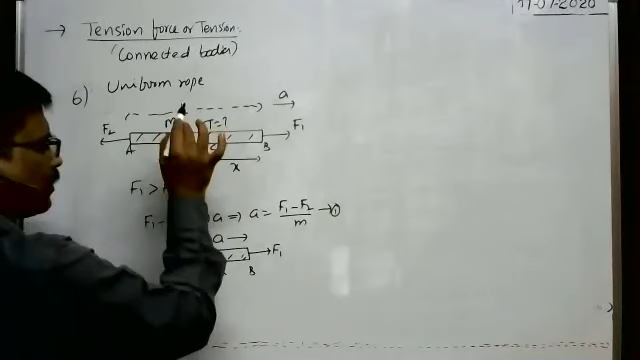 17-07-2020
→ Tension force or Tension:
(Connected bodies)
6) Uniform rope
a
F₂ M T=? F₁
A C B
x
F₁ >
F₁ - a ⇒ a = F₁-F₂/m → ①
a →
F₁
B